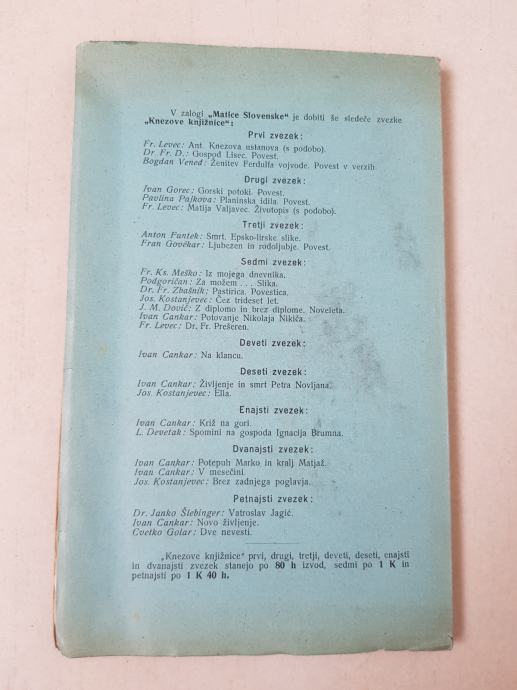 V zalogi „Matice Slovenske“ je dobiti še sledeče zvezke
„Knezove knjižnice“:
Prvi zvezek:
Fr. Levec: Ant. Knezova ustanova (s podobo).
Dr. Fr. D.: Gospod Lisec. Povest.
Bogdan Vened: Ženitev Ferdulfa vojvode. Povest v verzih.
Drugi zvezek:
Ivan Gorec: Gorski potoki. Povest.
Pavlina Pajkova: Planinska idila. Povest.
Fr. Levec: Matija Valjavec. Životopis (s podobo).
Tretji zvezek:
Anton Funtek: Smrt. Epsko-lirske slike.
Fran Govékar: Ljubezen in rodoljubje. Povest.
Sedmi zvezek:
Fr. Ks. Meško: Iz mojega dnevnika.
Podgoričan: Za možem . . . Slika.
Dr. Fr. Zbašnik: Pastirica. Povestica.
Jos. Kostanjevec: Čez trideset let.
J. M. Dovič: Z diplomo in brez diplome. Noveleta.
Ivan Cankar: Potovanje Nikolaja Nikiča.
Fr. Levec: Dr. Fr. Prešeren.
Deveti zvezek:
Ivan Cankar: Na klancu.
Deseti zvezek:
Ivan Cankar: Življenje in smrt Petra Novljana.
Jos. Kostanjevec: Ella.
Enajsti zvezek:
Ivan Cankar: Križ na gori.
L. Devetak: Spomini na gospoda Ignacija Brumna.
Dvanajsti zvezek:
Ivan Cankar: Potepuh Marko in kralj Matjaž.
Ivan Cankar: V mesečini.
Jos. Kostanjevec: Brez zadnjega poglavja.
Petnajsti zvezek:
Dr. Janko Šlebinger: Vatroslav Jagić.
Ivan Cankar: Novo življenje.
Cvetko Golar: Dve nevesti.
„Knezove knjižnice“ prvi, drugi, tretji, deveti, deseti, enajsti
in dvanajsti zvezek stanejo po 80 h izvod, sedmi po 1 K in
petnajsti po 1 K 40 h.